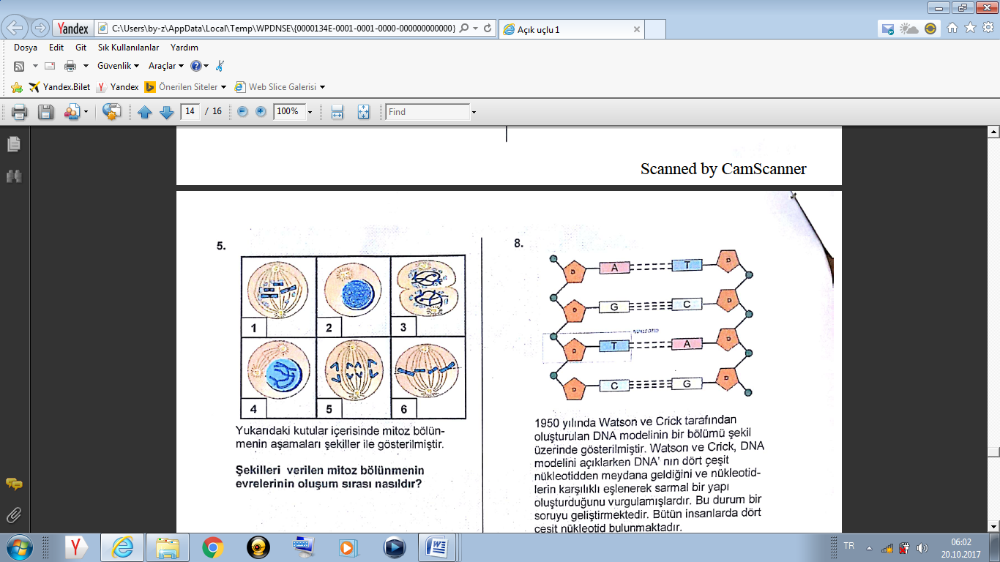 Yandex
C:\Users\by-z\AppData\Local\Temp\WPDNSE\{0000134E-0001-0001-0000-000000000000}
Açık uçlu 1
Dosya Edit Git Sık Kullanılanlar Yardım
Güvenlik Araçlar
Yandex.Bilet Yandex Önerilen Siteler Web Slice Galerisi
14 / 16 100% Find
Scanned by CamScanner
5.
1 2 3
4 5 6
Yukarıdaki kutular içerisinde mitoz bölün-
menin aşamaları şekiller ile gösterilmiştir.
Şekilleri verilen mitoz bölünmenin
evrelerinin oluşum sırası nasıldır?
8.
D A T D
D G C D
NÜKLEOTİD
D T A D
D C G D
1950 yılında Watson ve Crick tarafından
oluşturulan DNA modelinin bir bölümü şekil
üzerinde gösterilmiştir. Watson ve Crick, DNA
modelini açıklarken DNA' nın dört çeşit
nükleotidden meydana geldiğini ve nükleotid-
lerin karşılıklı eşlenerek sarmal bir yapı
oluşturduğunu vurgulamışlardır. Bu durum bir
soruyu geliştirmektedir. Bütün insanlarda dört
çeşit nükleotid bulunmaktadır.
TR
06:02
20.10.2017